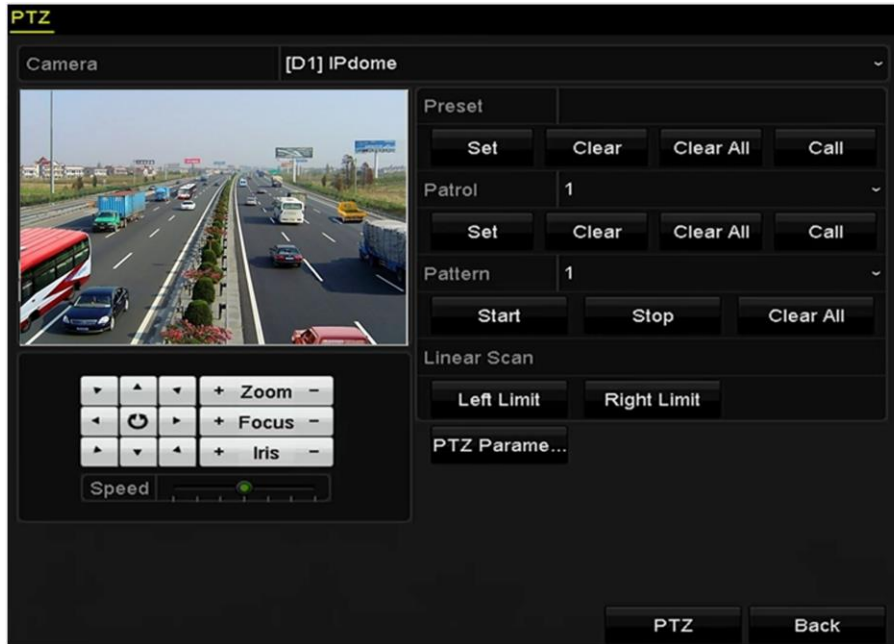 PTZ
Camera [D1] IPdome
Preset
Set Clear Clear All Call
Patrol 1
Set Clear Clear All Call
Pattern 1
Start Stop Clear All
Linear Scan
Left Limit Right Limit
PTZ Parame...
+ Zoom −
+ Focus −
+ Iris −
Speed
PTZ Back